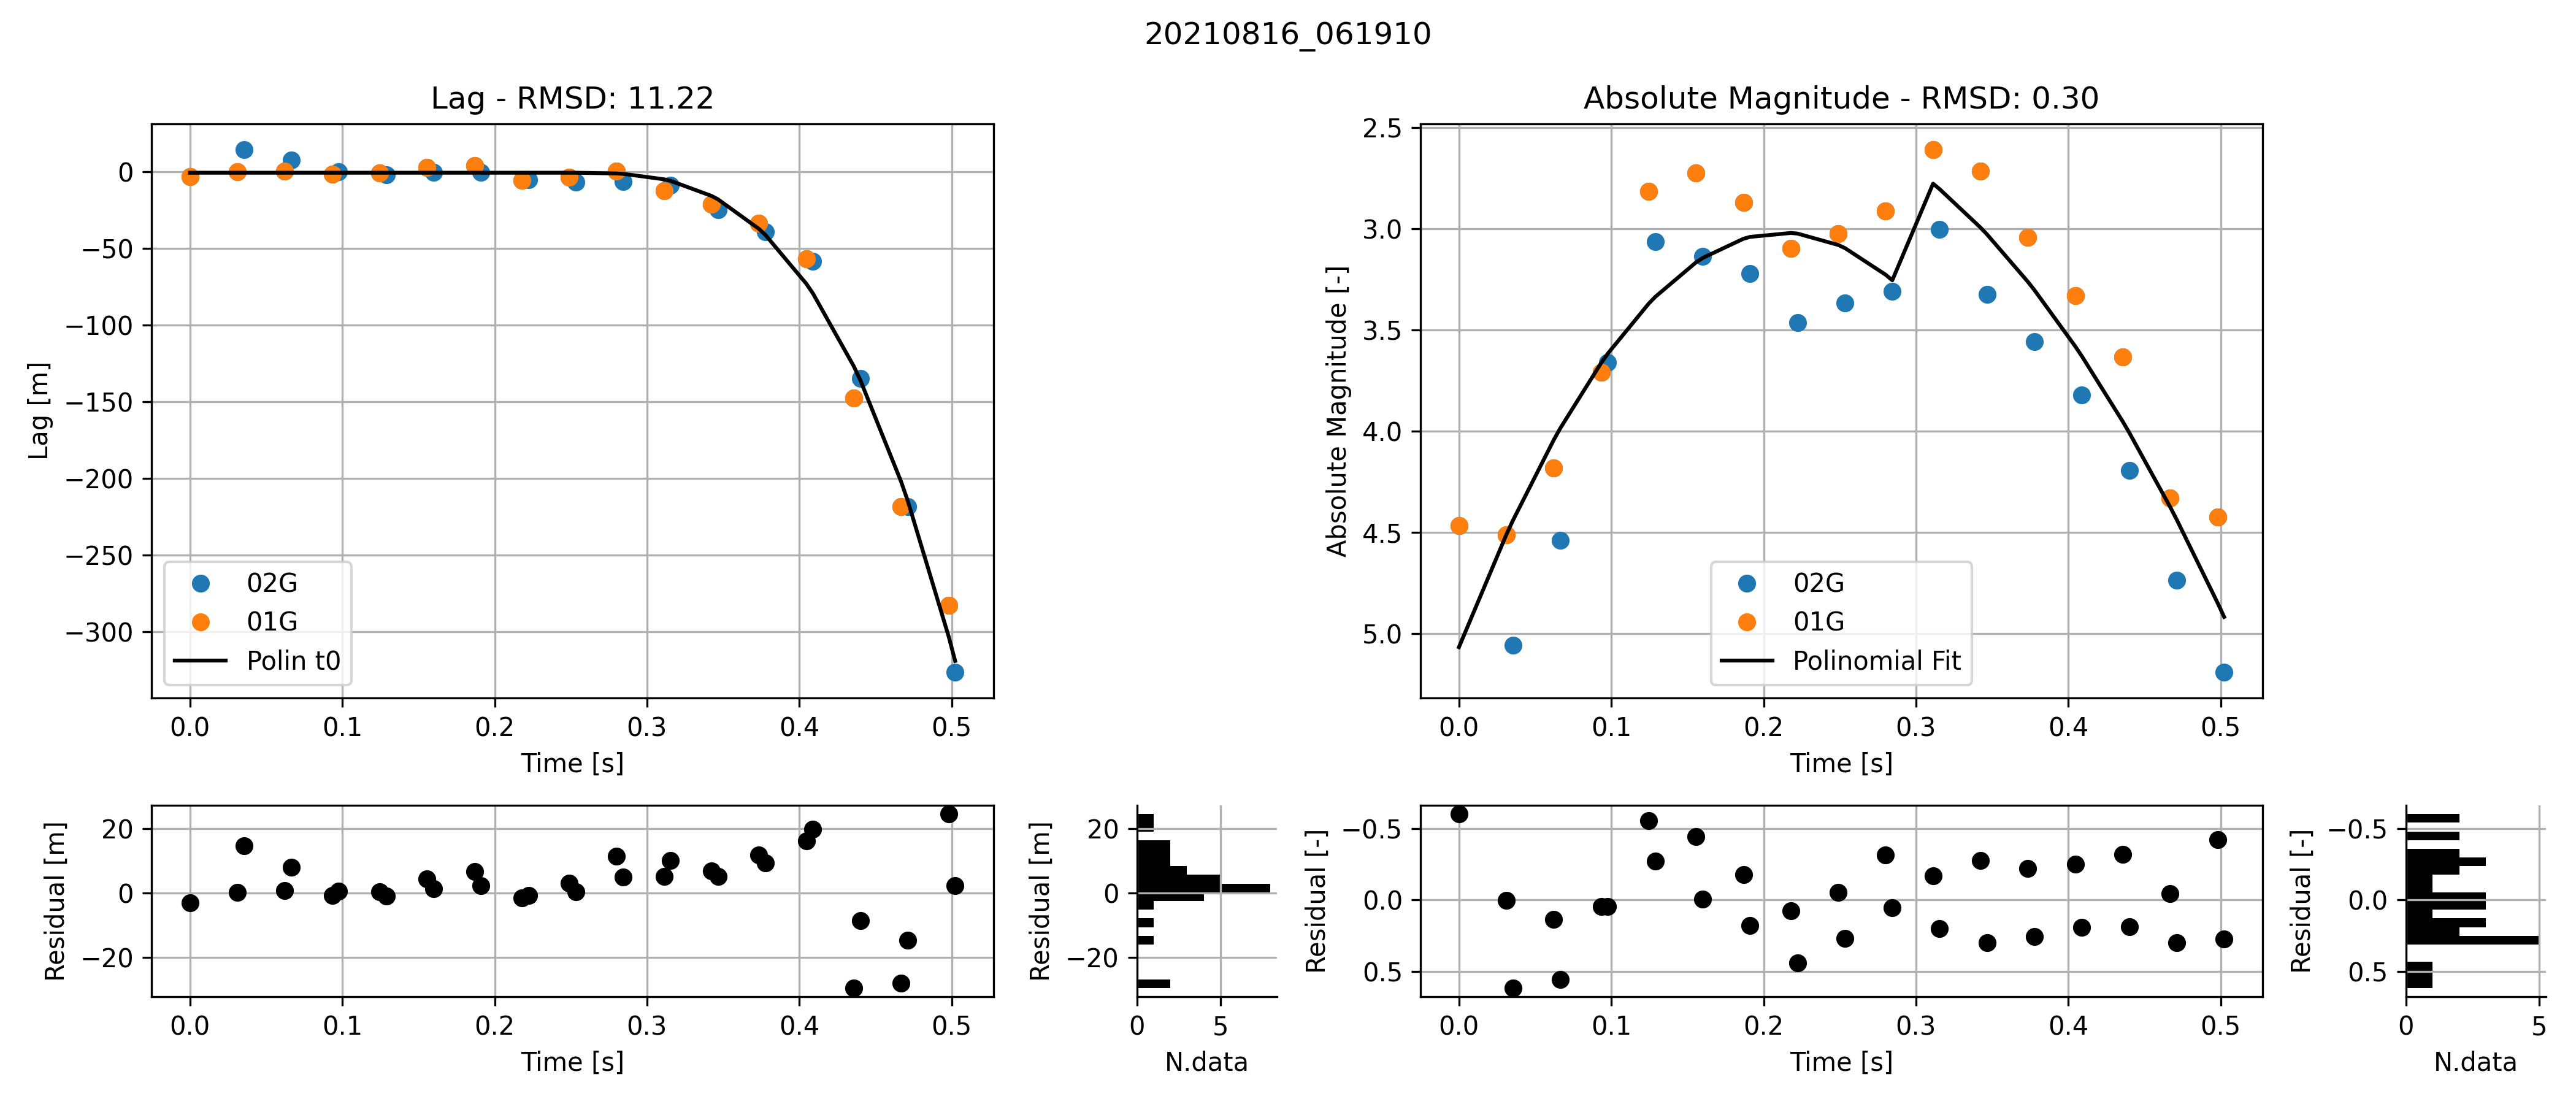 20210816_061910
Lag - RMSD: 11.22
0
−50
−100
−150
−200
−250
−300
Lag [m]
02G
01G
Polin t0
0.0 0.1 0.2 0.3 0.4 0.5
Time [s]
Absolute Magnitude - RMSD: 0.30
2.5
3.0
3.5
4.0
4.5
5.0
Absolute Magnitude [-]
02G
01G
Polinomial Fit
0.0 0.1 0.2 0.3 0.4 0.5
Time [s]
20
0
−20
Residual [m]
0.0 0.1 0.2 0.3 0.4 0.5
Time [s]
20
0
−20
Residual [m]
0 5
N.data
−0.5
0.0
0.5
Residual [-]
0.0 0.1 0.2 0.3 0.4 0.5
Time [s]
−0.5
0.0
0.5
Residual [-]
0 5
N.data